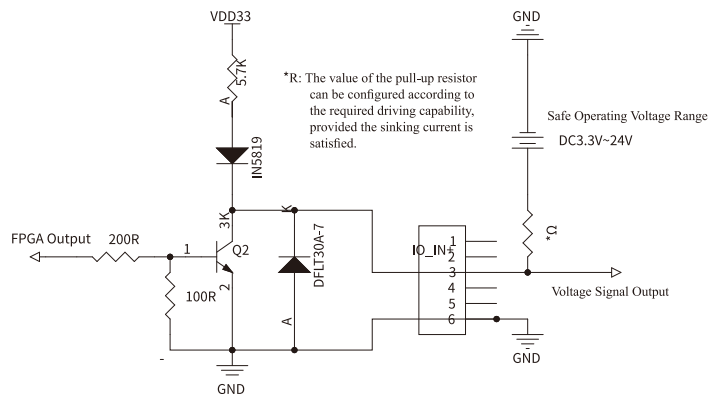 VDD33
GND
5.7K
A
*R: The value of the pull-up resistor
can be configured according to
the required driving capability,
provided the sinking current is
satisfied.
Safe Operating Voltage Range
DC3.3V~24V
IN5819
3K
K
FPGA Output
200R
1
Q2
DFLT30A-7
IO_IN+
1
2
3
4
5
6
*Ω
2
100R
A
Voltage Signal Output
-
GND
GND